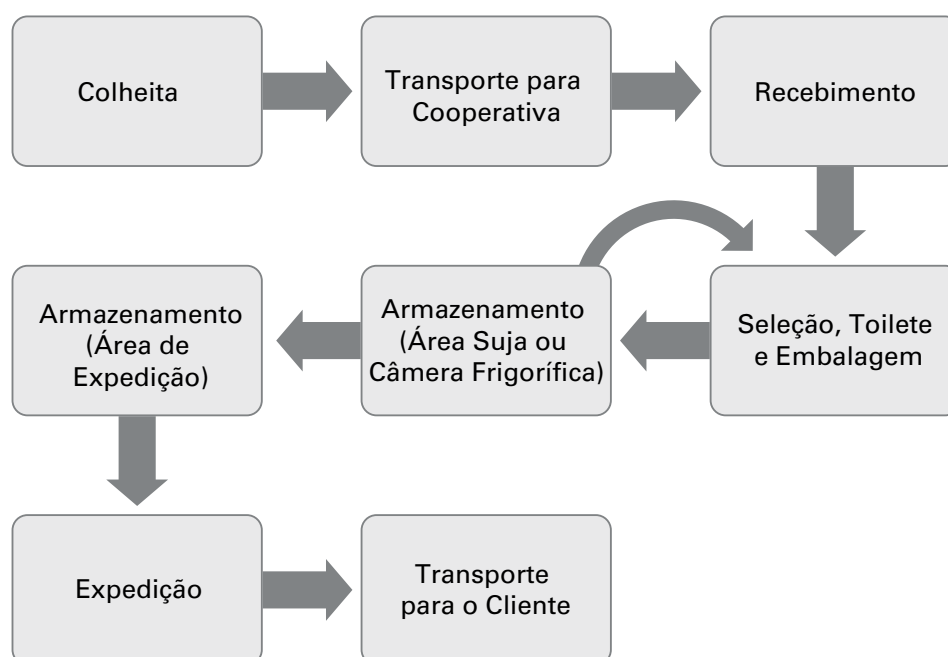 Colheita
Transporte para
Cooperativa
Recebimento
Seleção, Toilete
e Embalagem
Armazenamento
(Área Suja ou
Câmera Frigorífica)
Armazenamento
(Área de
Expedição)
Expedição
Transporte
para o Cliente